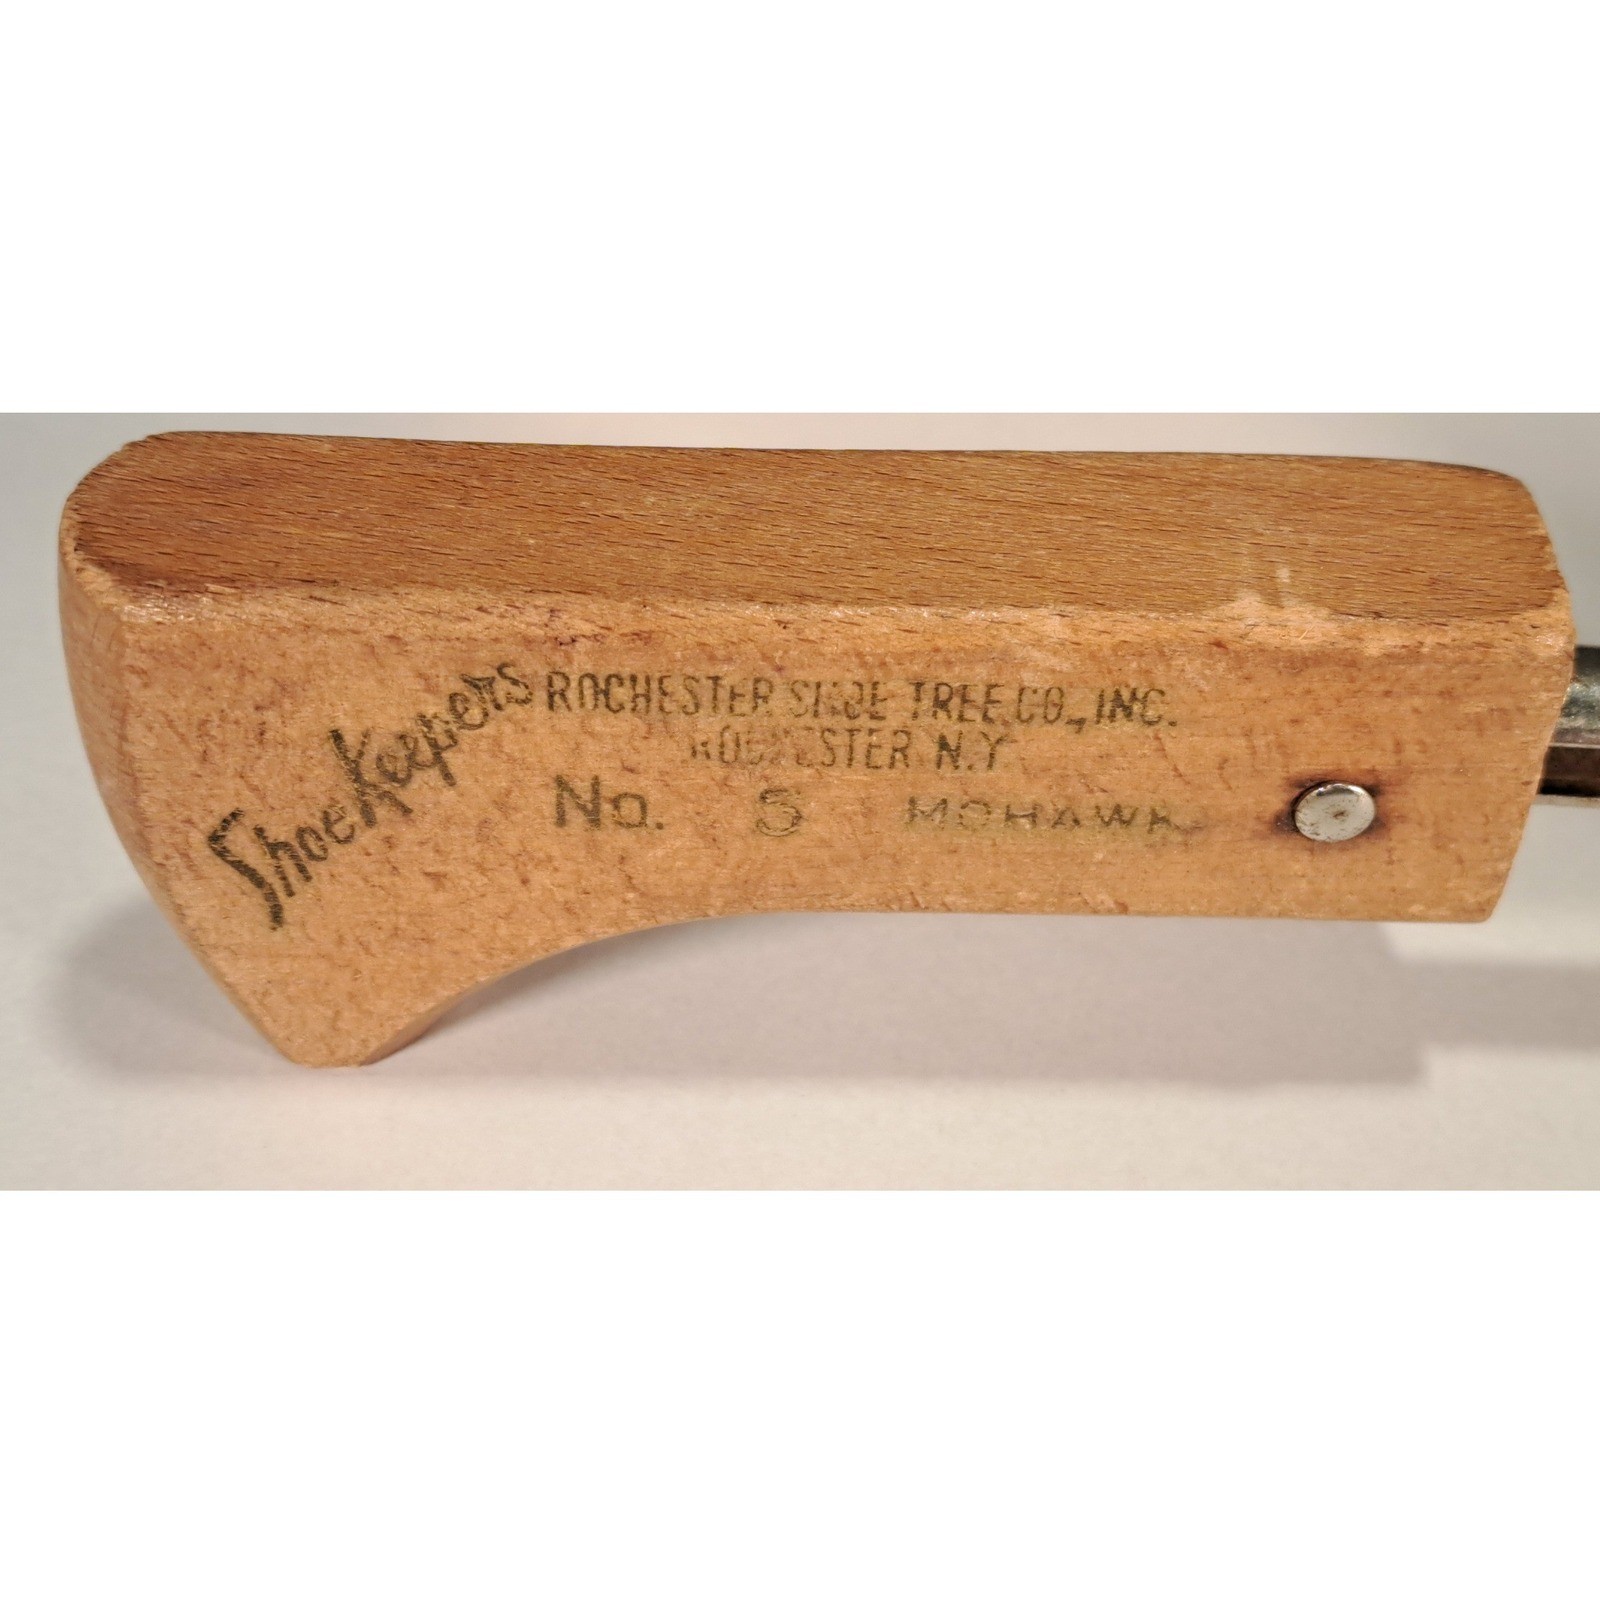 ShoeKeepers
ROCHESTER SHOE TREE CO., INC.
ROCHESTER N.Y.
No. 5 MOHAWK